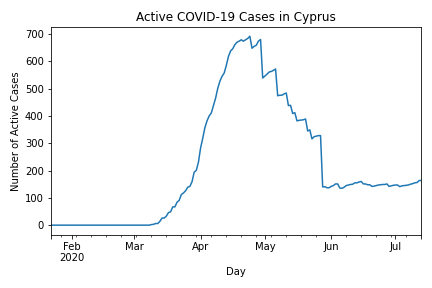 Active COVID-19 Cases in Cyprus
Number of Active Cases
700
600
500
400
300
200
100
0
Feb
2020
Mar
Apr
May
Jun
Jul
Day